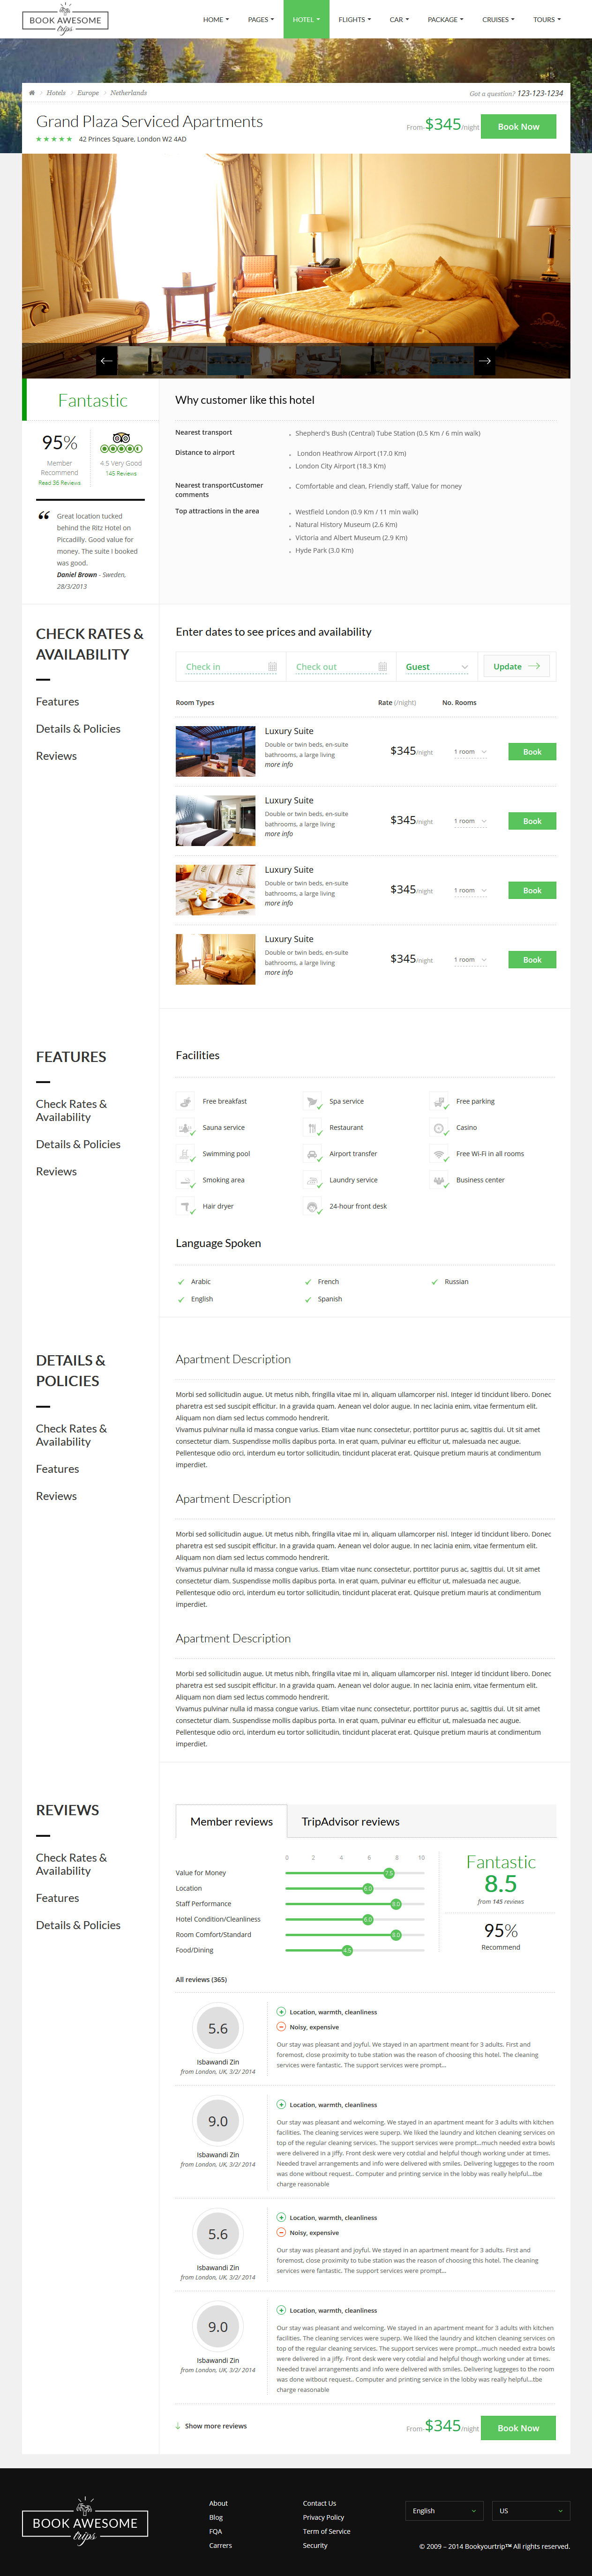 BOOK AWESOME
trips
HOME PAGES HOTEL FLIGHTS CAR PACKAGE CRUISES TOURS
Hotels Europe Netherlands
Got a question? 123-123-1234
Grand Plaza Serviced Apartments
42 Princes Square, London W2 4AD
From $345/night Book Now
Fantastic
95%
Member
Recommend
Read 36 Reviews
4.5 Very Good
145 Reviews
Great location tucked
behind the Ritz Hotel on
Piccadilly. Good value for
money. The suite I booked
was good.
Daniel Brown - Sweden,
28/3/2013
Why customer like this hotel
Nearest transport
Shepherd's Bush (Central) Tube Station (0.5 Km / 6 min walk)
Distance to airport
London Heathrow Airport (17.0 Km)
London City Airport (18.3 Km)
Nearest transportCustomer
comments
Comfortable and clean, Friendly staff, Value for money
Top attractions in the area
Westfield London (0.9 Km / 11 min walk)
Natural History Museum (2.6 Km)
Victoria and Albert Museum (2.9 Km)
Hyde Park (3.0 Km)
CHECK RATES &
AVAILABILITY
Features
Details & Policies
Reviews
Enter dates to see prices and availability
Check in Check out Guest Update
Room Types Rate (/night) No. Rooms
Luxury Suite
Double or twin beds, en-suite
bathrooms, a large living
more info
$345/night 1 room Book
Luxury Suite
Double or twin beds, en-suite
bathrooms, a large living
more info
$345/night 1 room Book
Luxury Suite
Double or twin beds, en-suite
bathrooms, a large living
more info
$345/night 1 room Book
Luxury Suite
Double or twin beds, en-suite
bathrooms, a large living
more info
$345/night 1 room Book
FEATURES
Check Rates &
Availability
Details & Policies
Reviews
Facilities
Free breakfast Spa service Free parking
Sauna service Restaurant Casino
Swimming pool Airport transfer Free Wi-Fi in all rooms
Smoking area Laundry service Business center
Hair dryer 24-hour front desk
Language Spoken
Arabic French Russian
English Spanish
DETAILS &
POLICIES
Check Rates &
Availability
Features
Reviews
Apartment Description
Morbi sed sollicitudin augue. Ut metus nibh, fringilla vitae mi in, aliquam ullamcorper nisl. Integer id tincidunt libero. Donec
pharetra est sed suscipit efficitur. In a gravida quam. Aenean vel dolor augue. In nec lacinia enim, vitae fermentum elit.
Aliquam non diam sed lectus commodo hendrerit.
Vivamus pulvinar nulla id massa congue varius. Etiam vitae nunc consectetur, porttitor purus ac, sagittis dui. Ut sit amet
consectetur diam. Suspendisse mollis dapibus porta. In erat quam, pulvinar eu efficitur ut, malesuada nec augue.
Pellentesque odio orci, interdum eu tortor sollicitudin, tincidunt placerat erat. Quisque pretium mauris at condimentum
imperdiet.
Apartment Description
Morbi sed sollicitudin augue. Ut metus nibh, fringilla vitae mi in, aliquam ullamcorper nisl. Integer id tincidunt libero. Donec
pharetra est sed suscipit efficitur. In a gravida quam. Aenean vel dolor augue. In nec lacinia enim, vitae fermentum elit.
Aliquam non diam sed lectus commodo hendrerit.
Vivamus pulvinar nulla id massa congue varius. Etiam vitae nunc consectetur, porttitor purus ac, sagittis dui. Ut sit amet
consectetur diam. Suspendisse mollis dapibus porta. In erat quam, pulvinar eu efficitur ut, malesuada nec augue.
Pellentesque odio orci, interdum eu tortor sollicitudin, tincidunt placerat erat. Quisque pretium mauris at condimentum
imperdiet.
Apartment Description
Morbi sed sollicitudin augue. Ut metus nibh, fringilla vitae mi in, aliquam ullamcorper nisl. Integer id tincidunt libero. Donec
pharetra est sed suscipit efficitur. In a gravida quam. Aenean vel dolor augue. In nec lacinia enim, vitae fermentum elit.
Aliquam non diam sed lectus commodo hendrerit.
Vivamus pulvinar nulla id massa congue varius. Etiam vitae nunc consectetur, porttitor purus ac, sagittis dui. Ut sit amet
consectetur diam. Suspendisse mollis dapibus porta. In erat quam, pulvinar eu efficitur ut, malesuada nec augue.
Pellentesque odio orci, interdum eu tortor sollicitudin, tincidunt placerat erat. Quisque pretium mauris at condimentum
imperdiet.
REVIEWS
Check Rates &
Availability
Features
Details & Policies
Member reviews TripAdvisor reviews
0 2 4 6 8 10
Value for Money 7.5
Location 6.0
Staff Performance 8.0
Hotel Condition/Cleanliness 6.0
Room Comfort/Standard 8.0
Food/Dining 4.5
Fantastic
8.5
from 145 reviews
95%
Recommend
All reviews (365)
5.6
Isbawandi Zin
from London, UK, 3/2/ 2014
Location, warmth, cleanliness
Noisy, expensive
Our stay was pleasant and joyful. We stayed in an apartment meant for 3 adults. First and
foremost, close proximity to tube station was the reason of choosing this hotel. The cleaning
services were fantastic. The support services were prompt...
9.0
Isbawandi Zin
from London, UK, 3/2/ 2014
Location, warmth, cleanliness
Our stay was pleasant and welcoming. We stayed in an apartment meant for 3 adults with kitchen
facilities. The cleaning services were superp. We liked the laundry and kitchen cleaning services on
top of the regular cleaning services. The support services were prompt...much needed extra bowls
were delivered in a jiffy. Front desk were very cotdial and helpful though working under at times.
Needed travel arrangements and info were delivered with smiles. Delivering luggeges to the room
was done witbout request.. Computer and printing service in the lobby was really helpful...tbe
charge reasonable
5.6
Isbawandi Zin
from London, UK, 3/2/ 2014
Location, warmth, cleanliness
Noisy, expensive
Our stay was pleasant and joyful. We stayed in an apartment meant for 3 adults. First and
foremost, close proximity to tube station was the reason of choosing this hotel. The cleaning
services were fantastic. The support services were prompt...
9.0
Isbawandi Zin
from London, UK, 3/2/ 2014
Location, warmth, cleanliness
Our stay was pleasant and welcoming. We stayed in an apartment meant for 3 adults with kitchen
facilities. The cleaning services were superp. We liked the laundry and kitchen cleaning services on
top of the regular cleaning services. The support services were prompt...much needed extra bowls
were delivered in a jiffy. Front desk were very cotdial and helpful though working under at times.
Needed travel arrangements and info were delivered with smiles. Delivering luggeges to the room
was done witbout request.. Computer and printing service in the lobby was really helpful...tbe
charge reasonable
Show more reviews
From $345/night Book Now
BOOK AWESOME
trips
About Contact Us English US
Blog Privacy Policy
FQA Term of Service
Carrers Security
© 2009 – 2014 Bookyourtrip™ All rights reserved.